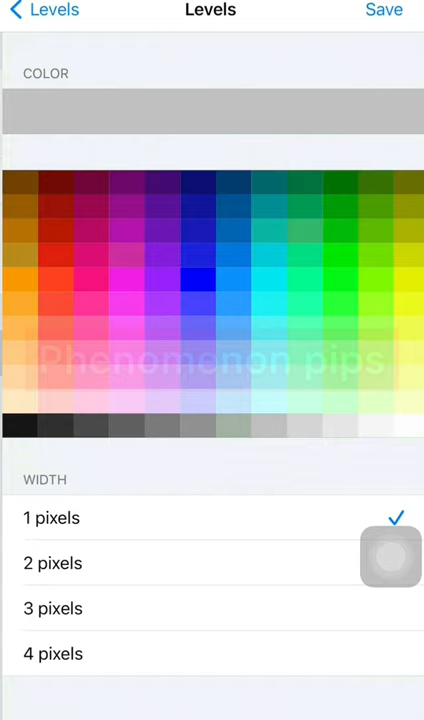 Levels
Levels
Save
COLOR
Phenomenon pips
WIDTH
1 pixels
2 pixels
3 pixels
4 pixels